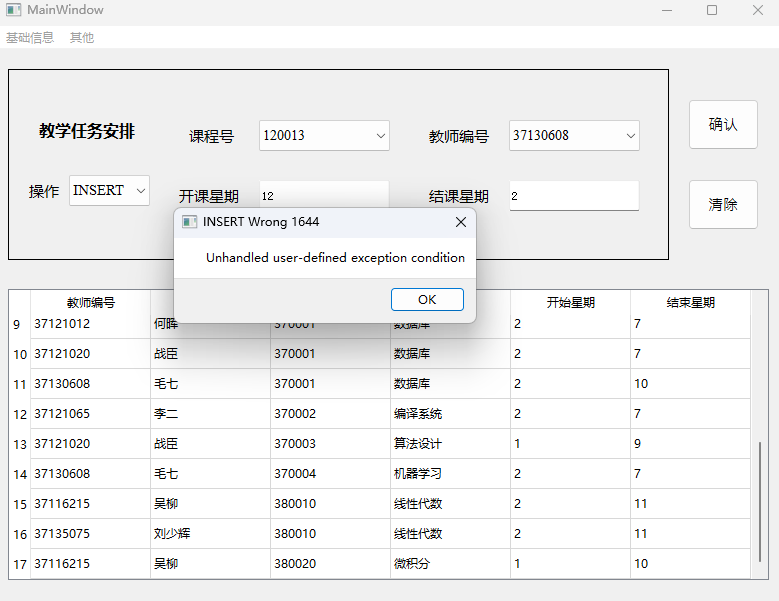 MainWindow
基础信息 其他
教学任务安排 课程号 120013 教师编号 37130608 确认
操作 INSERT 开课星期 12 结课星期 2 清除
INSERT Wrong 1644
Unhandled user-defined exception condition
OK
教师编号 开始星期 结束星期
9 37121012 何晖 370001 数据库 2 7
10 37121020 战臣 370001 数据库 2 7
11 37130608 毛七 370001 数据库 2 10
12 37121065 李二 370002 编译系统 2 7
13 37121020 战臣 370003 算法设计 1 9
14 37130608 毛七 370004 机器学习 2 7
15 37116215 吴柳 380010 线性代数 2 11
16 37135075 刘少辉 380010 线性代数 2 11
17 37116215 吴柳 380020 微积分 1 10